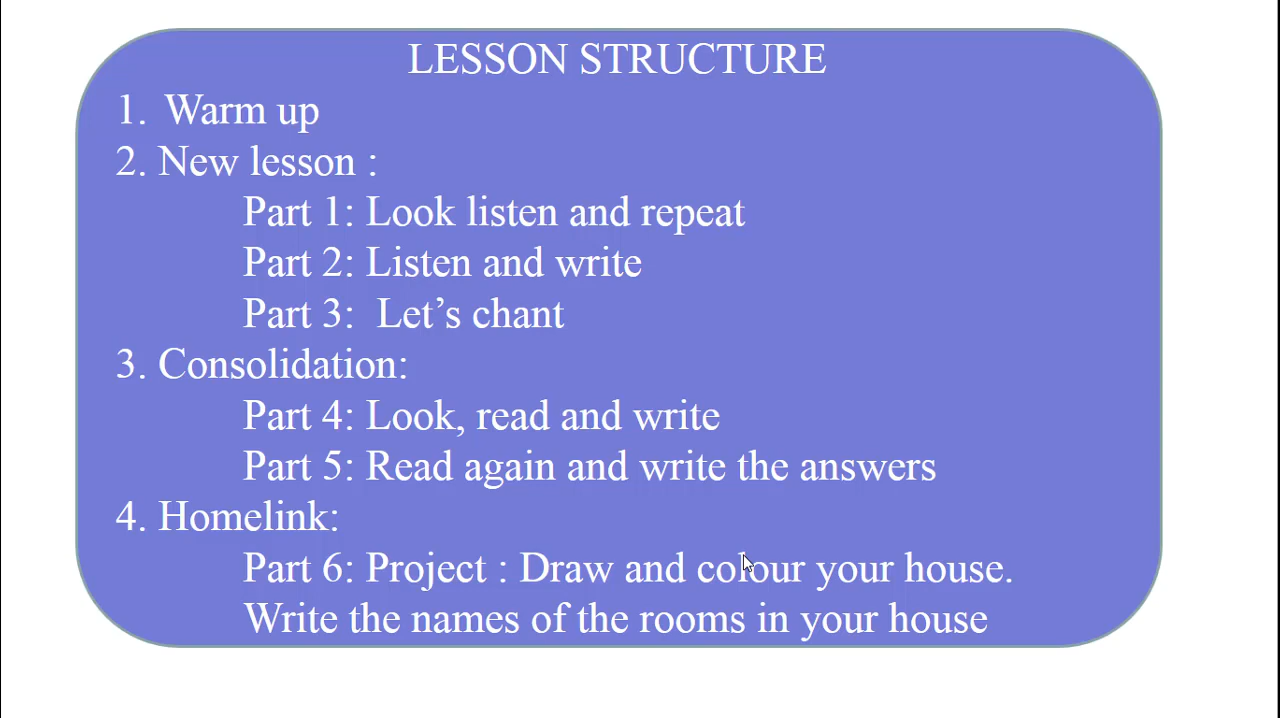 LESSON STRUCTURE
1. Warm up
2. New lesson :
Part 1: Look listen and repeat
Part 2: Listen and write
Part 3: Let’s chant
3. Consolidation:
Part 4: Look, read and write
Part 5: Read again and write the answers
4. Homelink:
Part 6: Project : Draw and colour your house.
Write the names of the rooms in your house